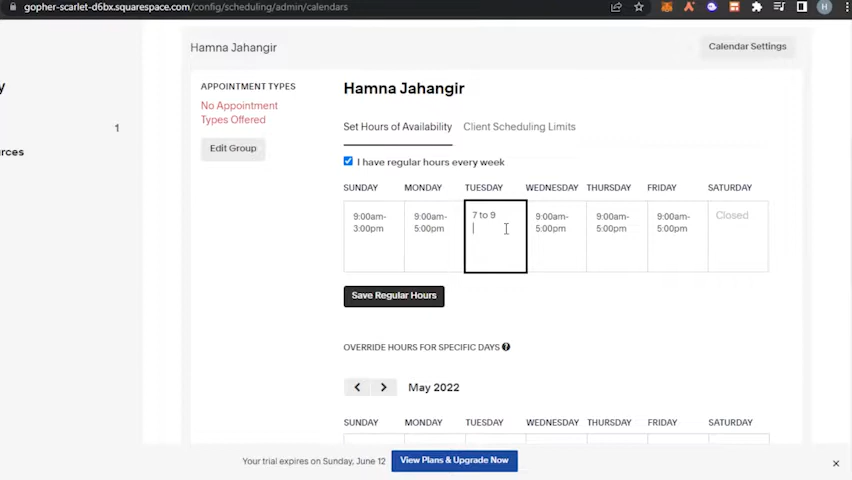 gopher-scarlet-d6bx.squarespace.com/config/scheduling/admin/calendars
H
Hamna Jahangir
Calendar Settings
y
1
rces
APPOINTMENT TYPES
No Appointment
Types Offered
Edit Group
Hamna Jahangir
Set Hours of Availability
Client Scheduling Limits
I have regular hours every week
SUNDAY MONDAY TUESDAY WEDNESDAY THURSDAY FRIDAY SATURDAY
9:00am-
3:00pm
9:00am-
5:00pm
7 to 9
9:00am-
5:00pm
9:00am-
5:00pm
9:00am-
5:00pm
Closed
Save Regular Hours
OVERRIDE HOURS FOR SPECIFIC DAYS ?
< > May 2022
SUNDAY MONDAY TUESDAY WEDNESDAY THURSDAY FRIDAY SATURDAY
Your trial expires on Sunday, June 12
View Plans & Upgrade Now